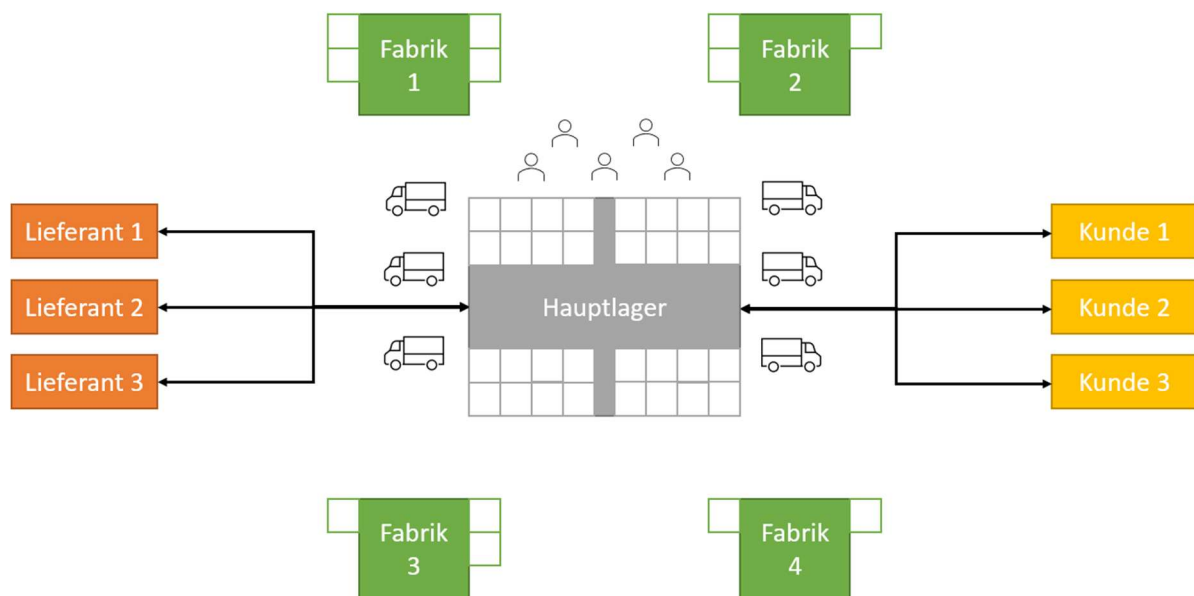 Fabrik
1
Fabrik
2
Lieferant 1
Kunde 1
Lieferant 2
Hauptlager
Kunde 2
Lieferant 3
Kunde 3
Fabrik
3
Fabrik
4